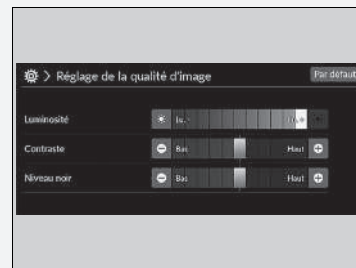 > Réglage de la qualité d'image
Par défaut
Luminosité
Contraste
Bas
Haut
Niveau noir
Bas
Haut